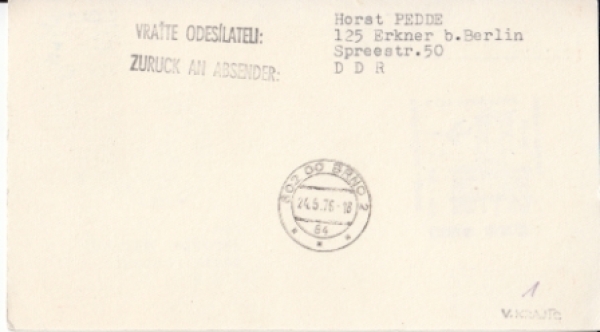 VRAŤTE ODESÍLATELI:
ZURUCK AN ABSENDER:
Horst PEDDE
125 Erkner b.Berlin
Spreestr.50
D D R
602 00 BRNO 2
24.5.76-18
64
1